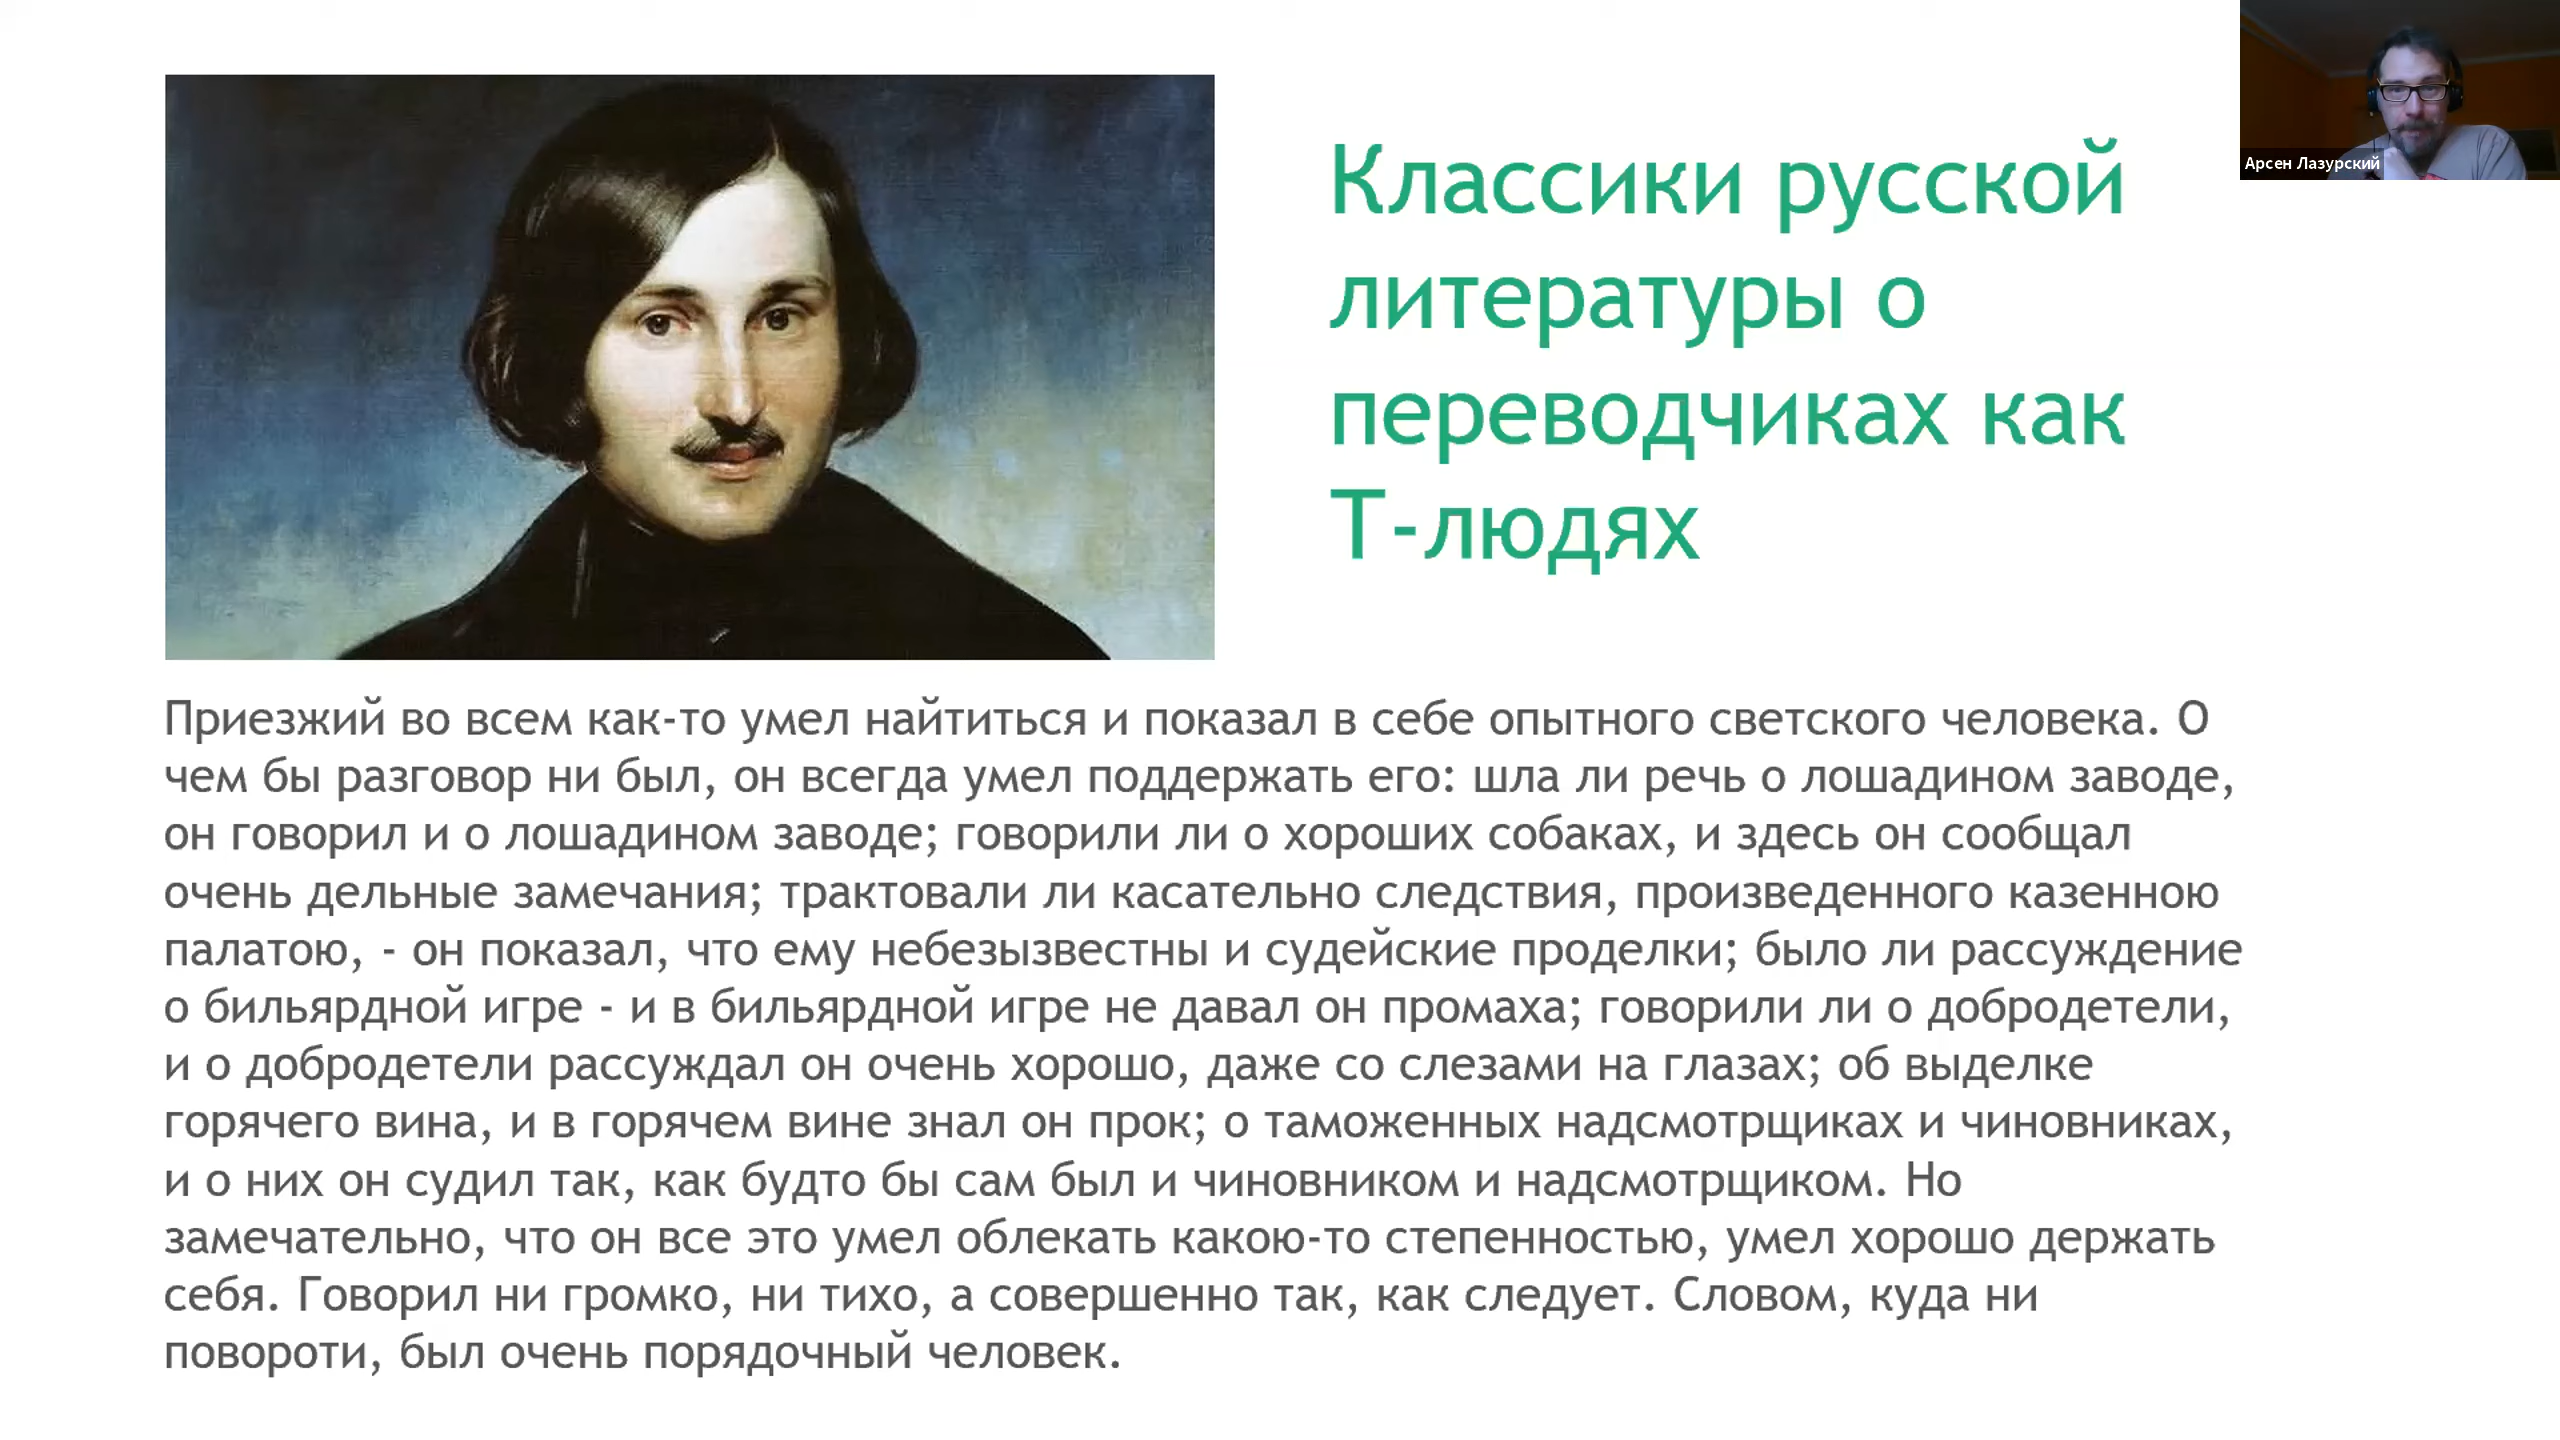 Арсен Лазурский
Классики русской
литературы о
переводчиках как
Т-людях
Приезжий во всем как-то умел найтиться и показал в себе опытного светского человека. О
чем бы разговор ни был, он всегда умел поддержать его: шла ли речь о лошадином заводе,
он говорил и о лошадином заводе; говорили ли о хороших собаках, и здесь он сообщал
очень дельные замечания; трактовали ли касательно следствия, произведенного казенною
палатою, - он показал, что ему небезызвестны и судейские проделки; было ли рассуждение
о бильярдной игре - и в бильярдной игре не давал он промаха; говорили ли о добродетели,
и о добродетели рассуждал он очень хорошо, даже со слезами на глазах; об выделке
горячего вина, и в горячем вине знал он прок; о таможенных надсмотрщиках и чиновниках,
и о них он судил так, как будто бы сам был и чиновником и надсмотрщиком. Но
замечательно, что он все это умел облекать какою-то степенностью, умел хорошо держать
себя. Говорил ни громко, ни тихо, а совершенно так, как следует. Словом, куда ни
повороти, был очень порядочный человек.